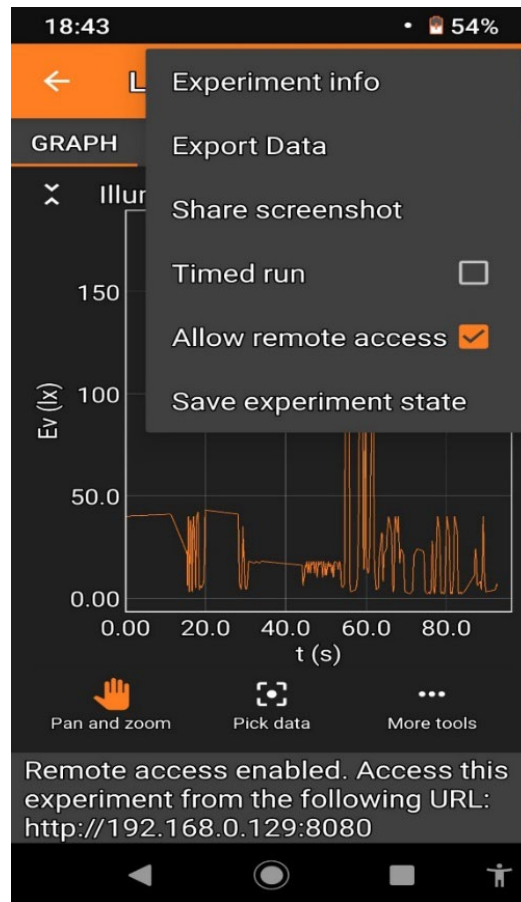 18:43
54%
L
Experiment info
GRAPH
Export Data
Illur
Share screenshot
Timed run
150
Allow remote access
100
Save experiment state
Ev (lx)
50.0
0.00
0.00 20.0 40.0 60.0 80.0
t (s)
Pan and zoom Pick data More tools
Remote access enabled. Access this
experiment from the following URL:
http://192.168.0.129:8080